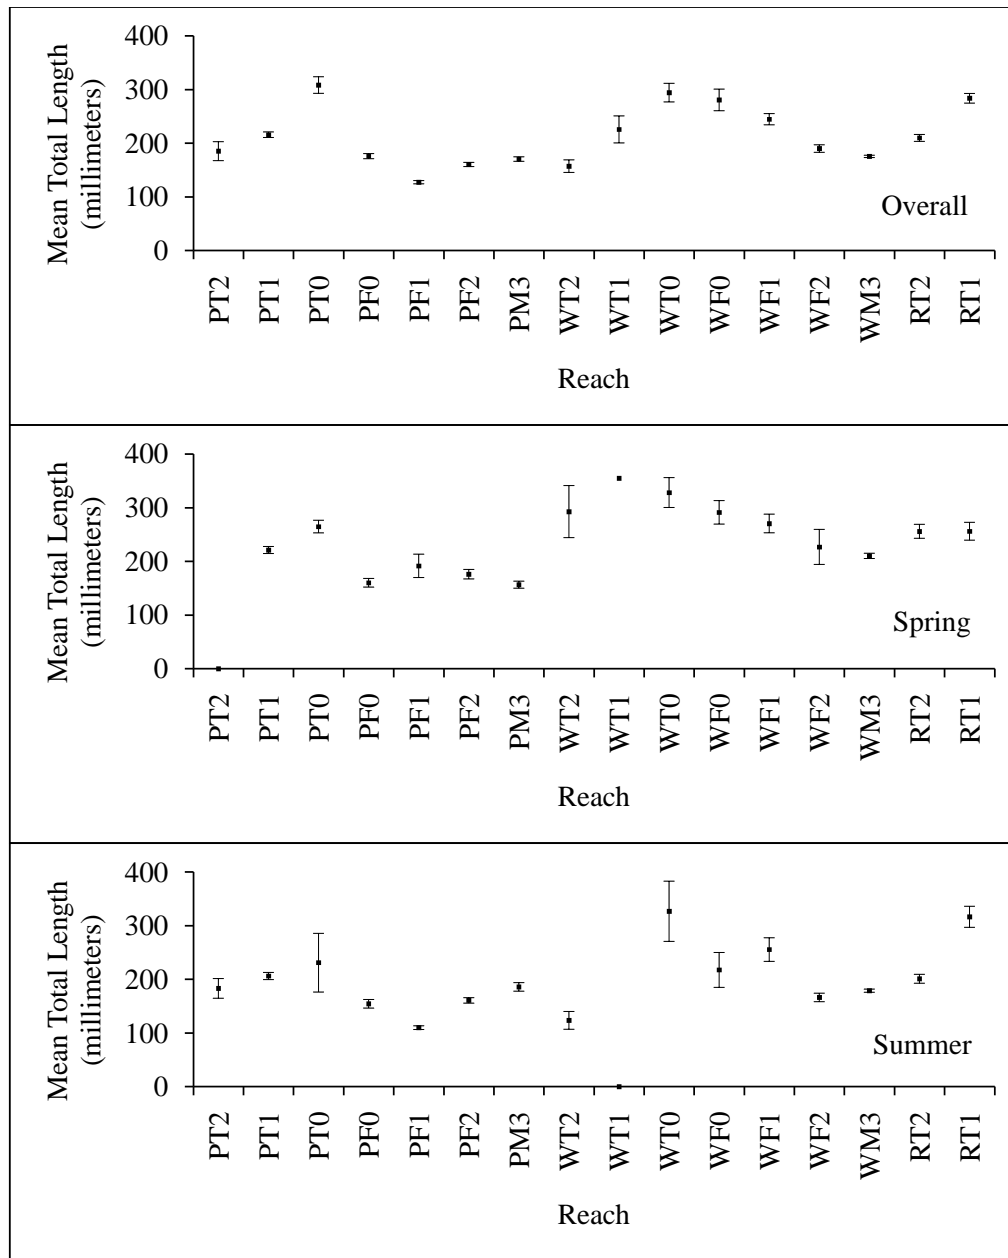 Mean Total Length
(millimeters)
400
300
200
100
0
Overall
PT2 PT1 PT0 PF0 PF1 PF2 PM3 WT2 WT1 WT0 WF0 WF1 WF2 WM3 RT2 RT1
Reach
Mean Total Length
(millimeters)
400
300
200
100
0
Spring
PT2 PT1 PT0 PF0 PF1 PF2 PM3 WT2 WT1 WT0 WF0 WF1 WF2 WM3 RT2 RT1
Reach
Mean Total Length
(millimeters)
400
300
200
100
0
Summer
PT2 PT1 PT0 PF0 PF1 PF2 PM3 WT2 WT1 WT0 WF0 WF1 WF2 WM3 RT2 RT1
Reach